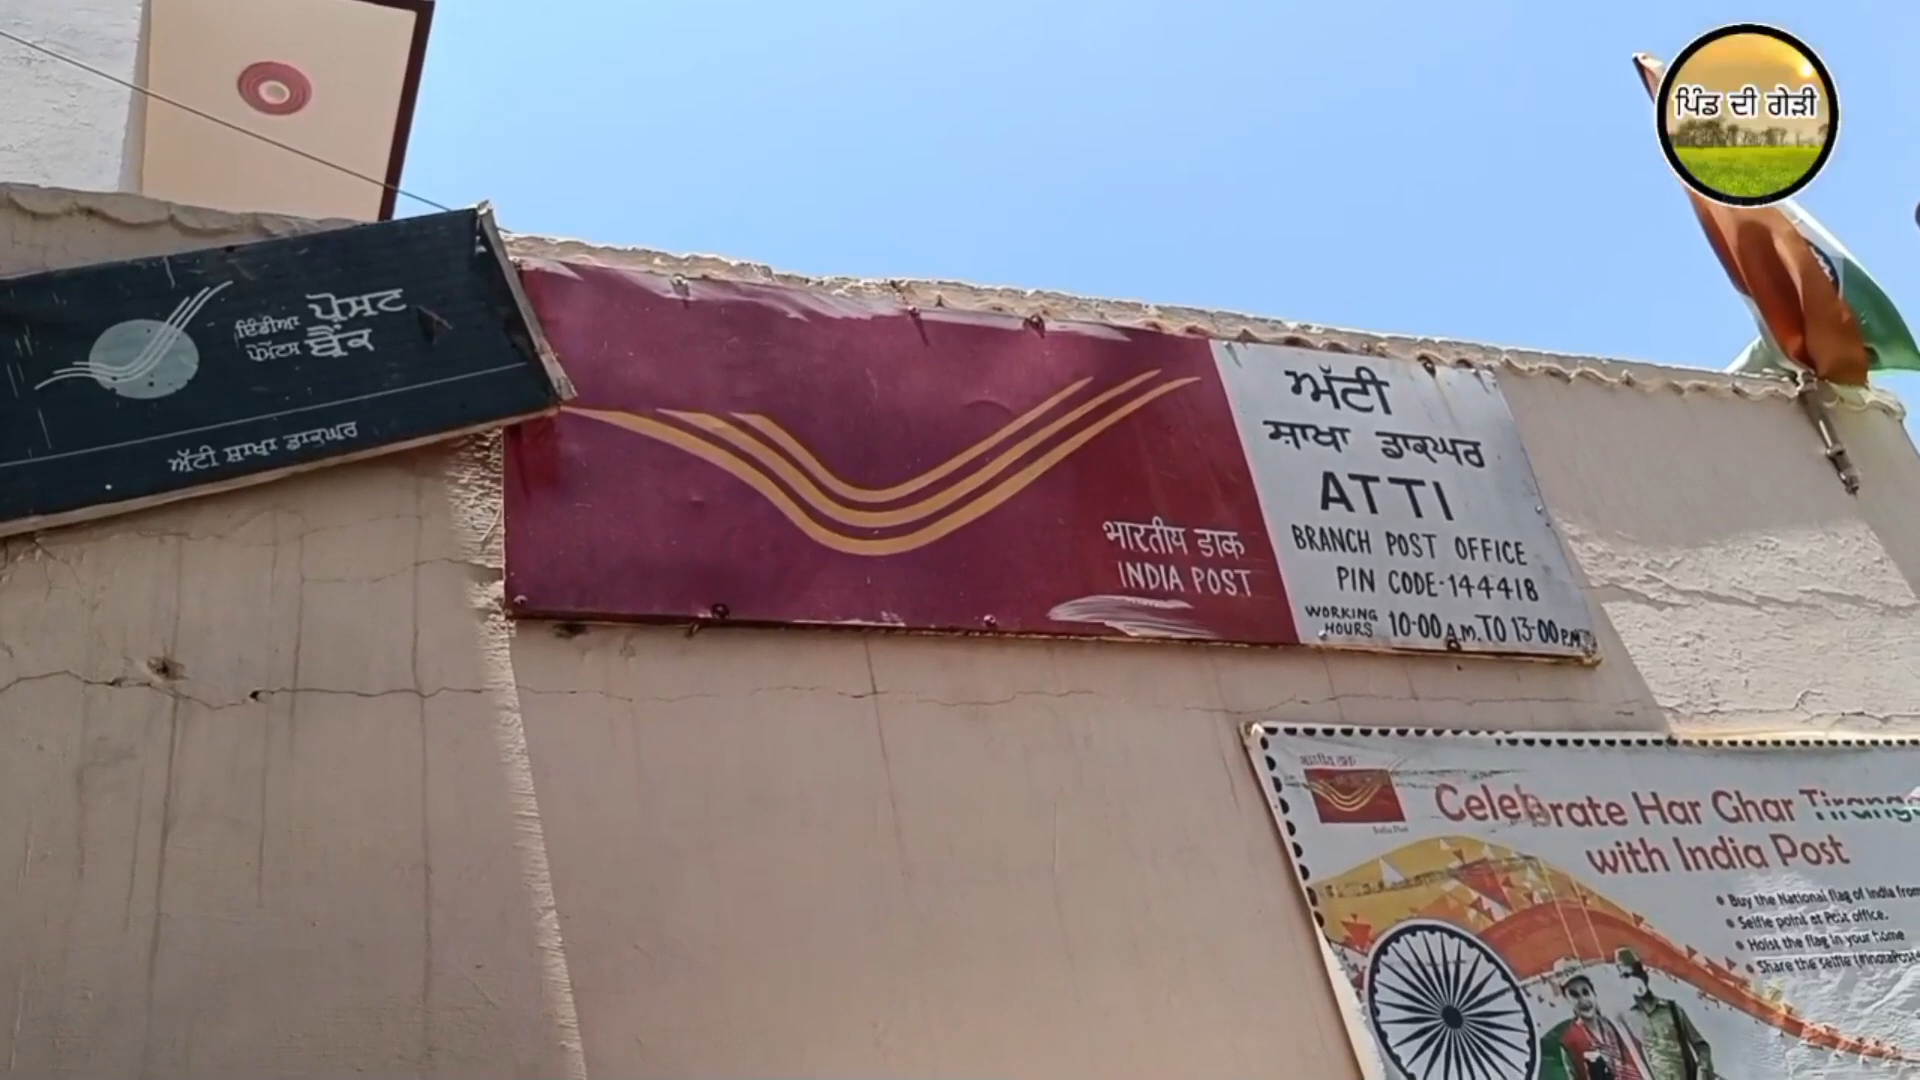 ਪਿੰਡ ਦੀ ਗੇੜੀ
ਇੰਡੀਆ ਪੋਸਟ
ਪੇਮੇਂਟਸ ਬੈਂਕ
ਅੱਟੀ ਸ਼ਾਖਾ ਡਾਕਘਰ
भारतीय डाक
INDIA POST
ਅੱਟੀ
ਸ਼ਾਖਾ ਡਾਕਘਰ
ATTI
BRANCH POST OFFICE
PIN CODE-144418
WORKING HOURS 10-00 A.M. TO 13-00 P.M
India Post
Celebrate Har Ghar Tiranga
with India Post
• Buy the National flag of India from
• Selfie point at Post office.
• Hoist the flag in your home
• Share the selfie (#IndiaPost4